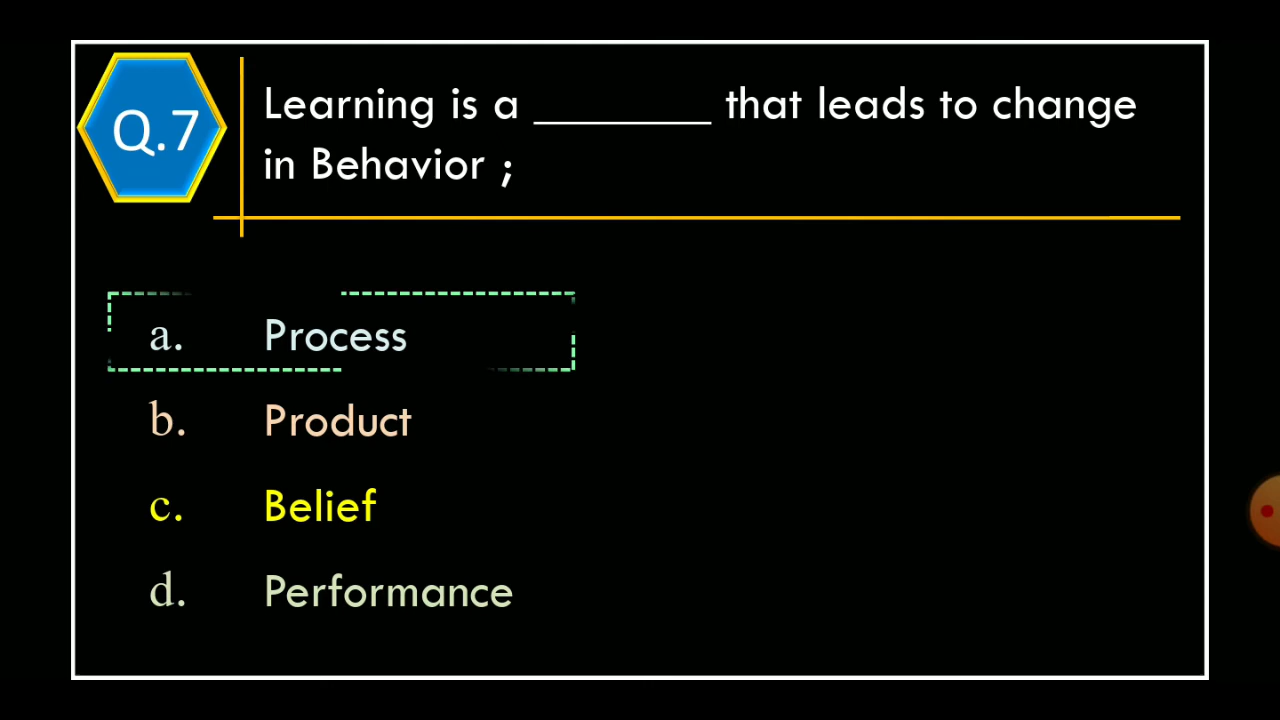 Q.7
Learning is a ________ that leads to change
in Behavior ;
a. Process
b. Product
c. Belief
d. Performance